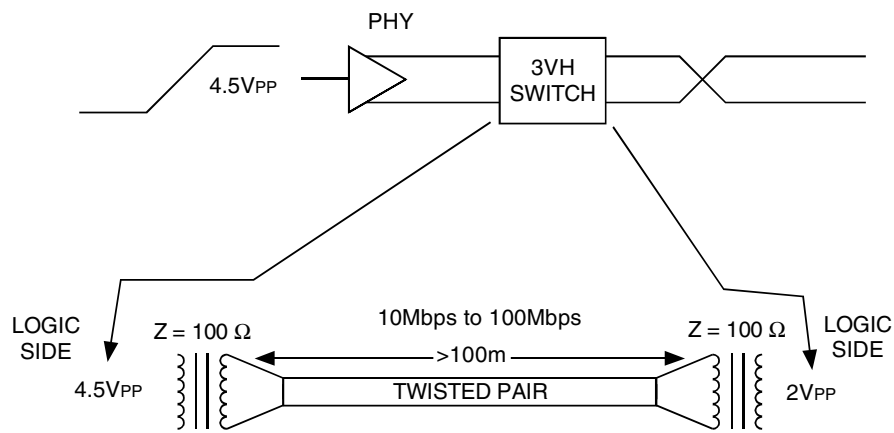 PHY
4.5VPP
3VH
SWITCH
10Mbps to 100Mbps
LOGIC
SIDE
Z = 100 Ω
>100m
Z = 100 Ω
LOGIC
SIDE
4.5VPP
TWISTED PAIR
2VPP